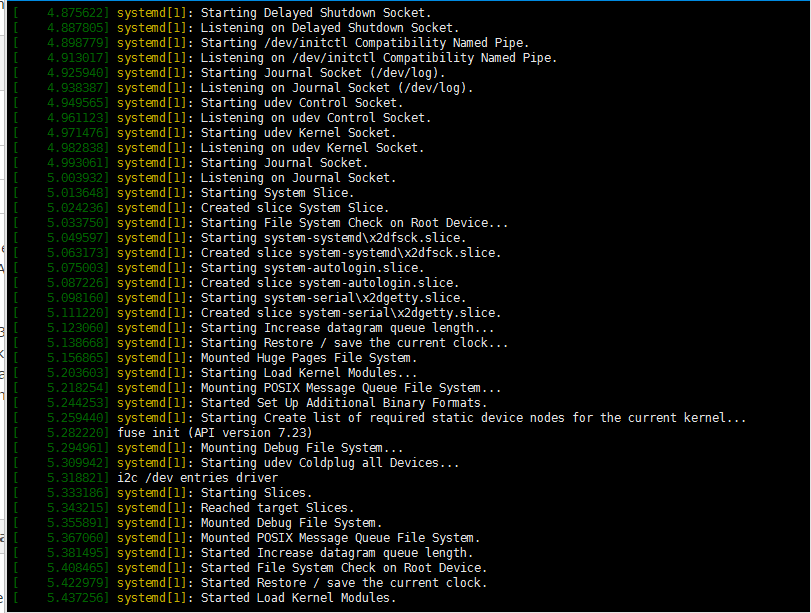 [    4.875622] systemd[1]: Starting Delayed Shutdown Socket.
[    4.887805] systemd[1]: Listening on Delayed Shutdown Socket.
[    4.898779] systemd[1]: Starting /dev/initctl Compatibility Named Pipe.
[    4.913017] systemd[1]: Listening on /dev/initctl Compatibility Named Pipe.
[    4.925940] systemd[1]: Starting Journal Socket (/dev/log).
[    4.938387] systemd[1]: Listening on Journal Socket (/dev/log).
[    4.949565] systemd[1]: Starting udev Control Socket.
[    4.961123] systemd[1]: Listening on udev Control Socket.
[    4.971476] systemd[1]: Starting udev Kernel Socket.
[    4.982838] systemd[1]: Listening on udev Kernel Socket.
[    4.993061] systemd[1]: Starting Journal Socket.
[    5.003932] systemd[1]: Listening on Journal Socket.
[    5.013648] systemd[1]: Starting System Slice.
[    5.024236] systemd[1]: Created slice System Slice.
[    5.033750] systemd[1]: Starting File System Check on Root Device...
[    5.049597] systemd[1]: Starting system-systemd\x2dfsck.slice.
[    5.063173] systemd[1]: Created slice system-systemd\x2dfsck.slice.
[    5.075003] systemd[1]: Starting system-autologin.slice.
[    5.087226] systemd[1]: Created slice system-autologin.slice.
[    5.098160] systemd[1]: Starting system-serial\x2dgetty.slice.
[    5.111220] systemd[1]: Created slice system-serial\x2dgetty.slice.
[    5.123060] systemd[1]: Starting Increase datagram queue length...
[    5.138668] systemd[1]: Starting Restore / save the current clock...
[    5.156865] systemd[1]: Mounted Huge Pages File System.
[    5.203603] systemd[1]: Starting Load Kernel Modules...
[    5.218254] systemd[1]: Mounting POSIX Message Queue File System...
[    5.244253] systemd[1]: Started Set Up Additional Binary Formats.
[    5.259440] systemd[1]: Starting Create list of required static device nodes for the current kernel...
[    5.282220] fuse init (API version 7.23)
[    5.294961] systemd[1]: Mounting Debug File System...
[    5.309942] systemd[1]: Starting udev Coldplug all Devices...
[    5.318821] i2c /dev entries driver
[    5.333186] systemd[1]: Starting Slices.
[    5.343215] systemd[1]: Reached target Slices.
[    5.355891] systemd[1]: Mounted Debug File System.
[    5.367060] systemd[1]: Mounted POSIX Message Queue File System.
[    5.381495] systemd[1]: Started Increase datagram queue length.
[    5.408465] systemd[1]: Started File System Check on Root Device.
[    5.422979] systemd[1]: Started Restore / save the current clock.
[    5.437256] systemd[1]: Started Load Kernel Modules.